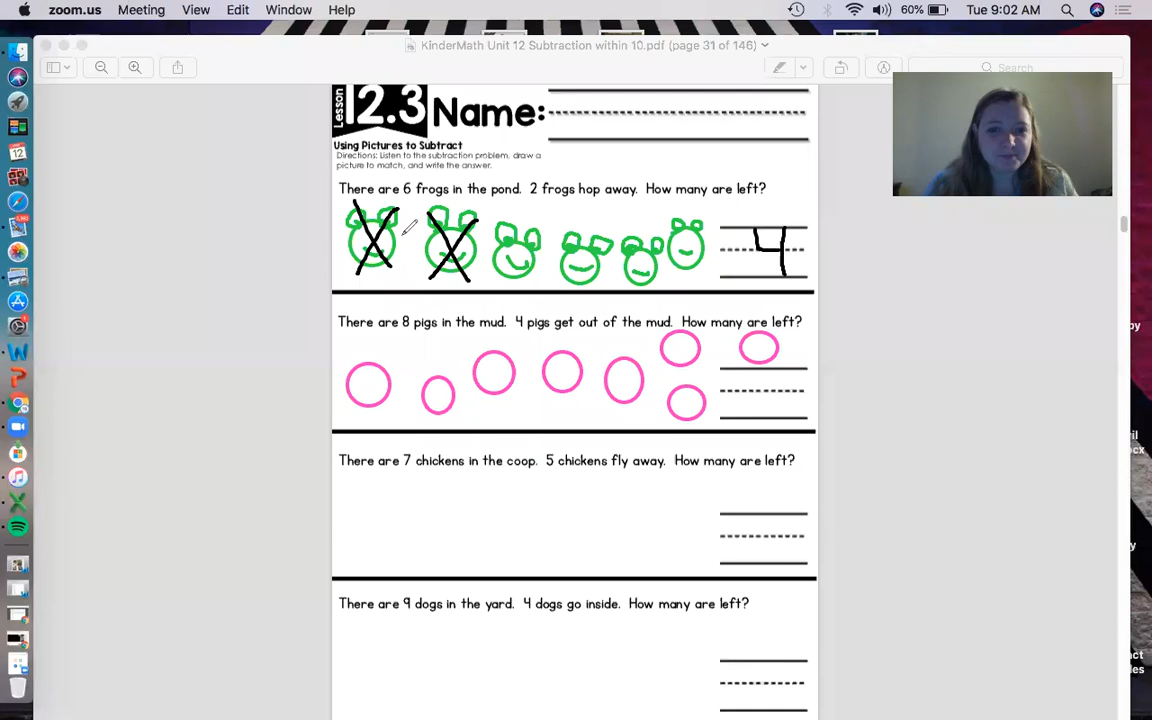 zoom.us Meeting View Edit Window Help 60% Tue 9:02 AM
KinderMath Unit 12 Subtraction within 10.pdf (page 31 of 146)
Search
Lesson 12.3 Name:
Using Pictures to Subtract
Directions: Listen to the subtraction problem, draw a
picture to match, and write the answer.
There are 6 frogs in the pond. 2 frogs hop away. How many are left?
4
There are 8 pigs in the mud. 4 pigs get out of the mud. How many are left?
There are 7 chickens in the coop. 5 chickens fly away. How many are left?
There are 9 dogs in the yard. 4 dogs go inside. How many are left?